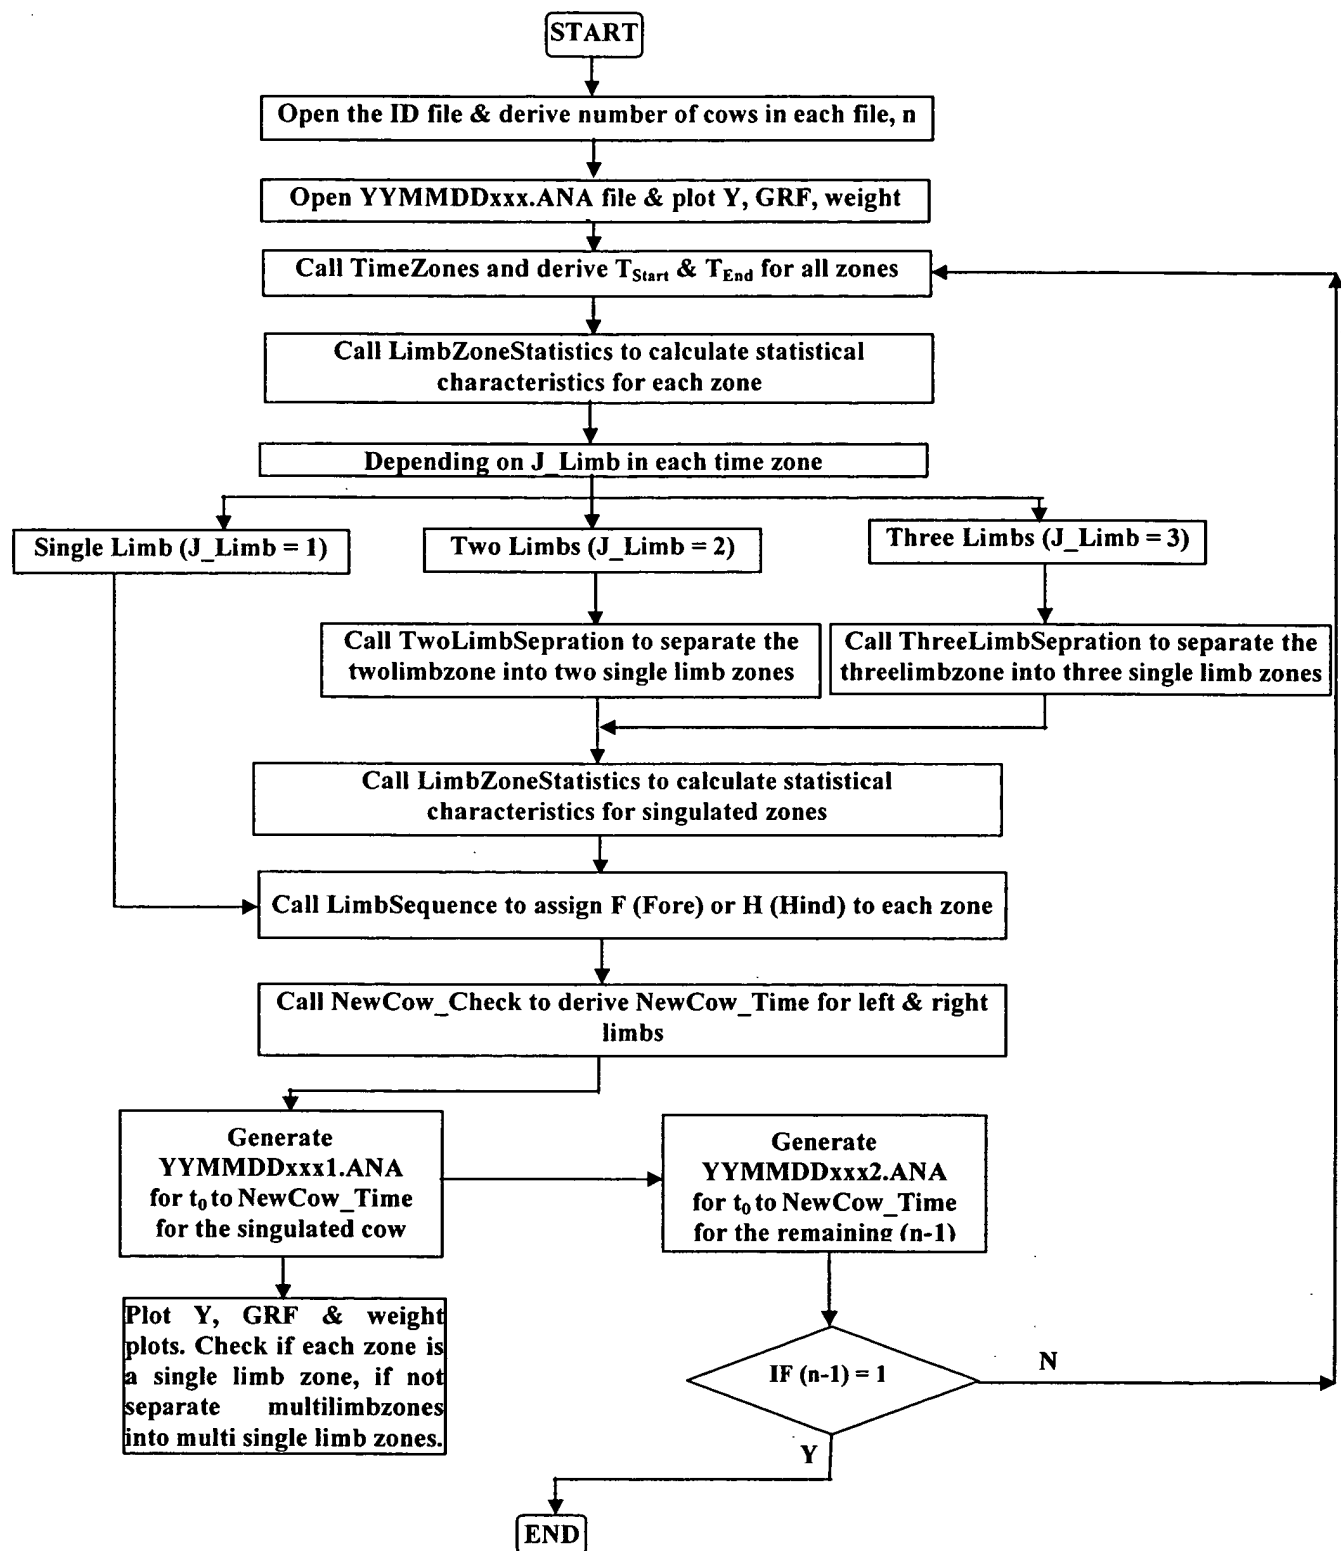 START
Open the ID file & derive number of cows in each file, n
Open YYMMDDxxx.ANA file & plot Y, GRF, weight
Call TimeZones and derive TStart & TEnd for all zones
Call LimbZoneStatistics to calculate statistical
characteristics for each zone
Depending on J_Limb in each time zone
Single Limb (J_Limb = 1)
Two Limbs (J_Limb = 2)
Three Limbs (J_Limb = 3)
Call TwoLimbSepration to separate the
twolimbzone into two single limb zones
Call ThreeLimbSepration to separate the
threelimbzone into three single limb zones
Call LimbZoneStatistics to calculate statistical
characteristics for singulated zones
Call LimbSequence to assign F (Fore) or H (Hind) to each zone
Call NewCow_Check to derive NewCow_Time for left & right
limbs
Generate
YYMMDDxxx1.ANA
for t0 to NewCow_Time
for the singulated cow
Generate
YYMMDDxxx2.ANA
for t0 to NewCow_Time
for the remaining (n-1)
Plot Y, GRF & weight
plots. Check if each zone is
a single limb zone, if not
separate multilimbzones
into multi single limb zones.
IF (n-1) = 1
N
Y
END